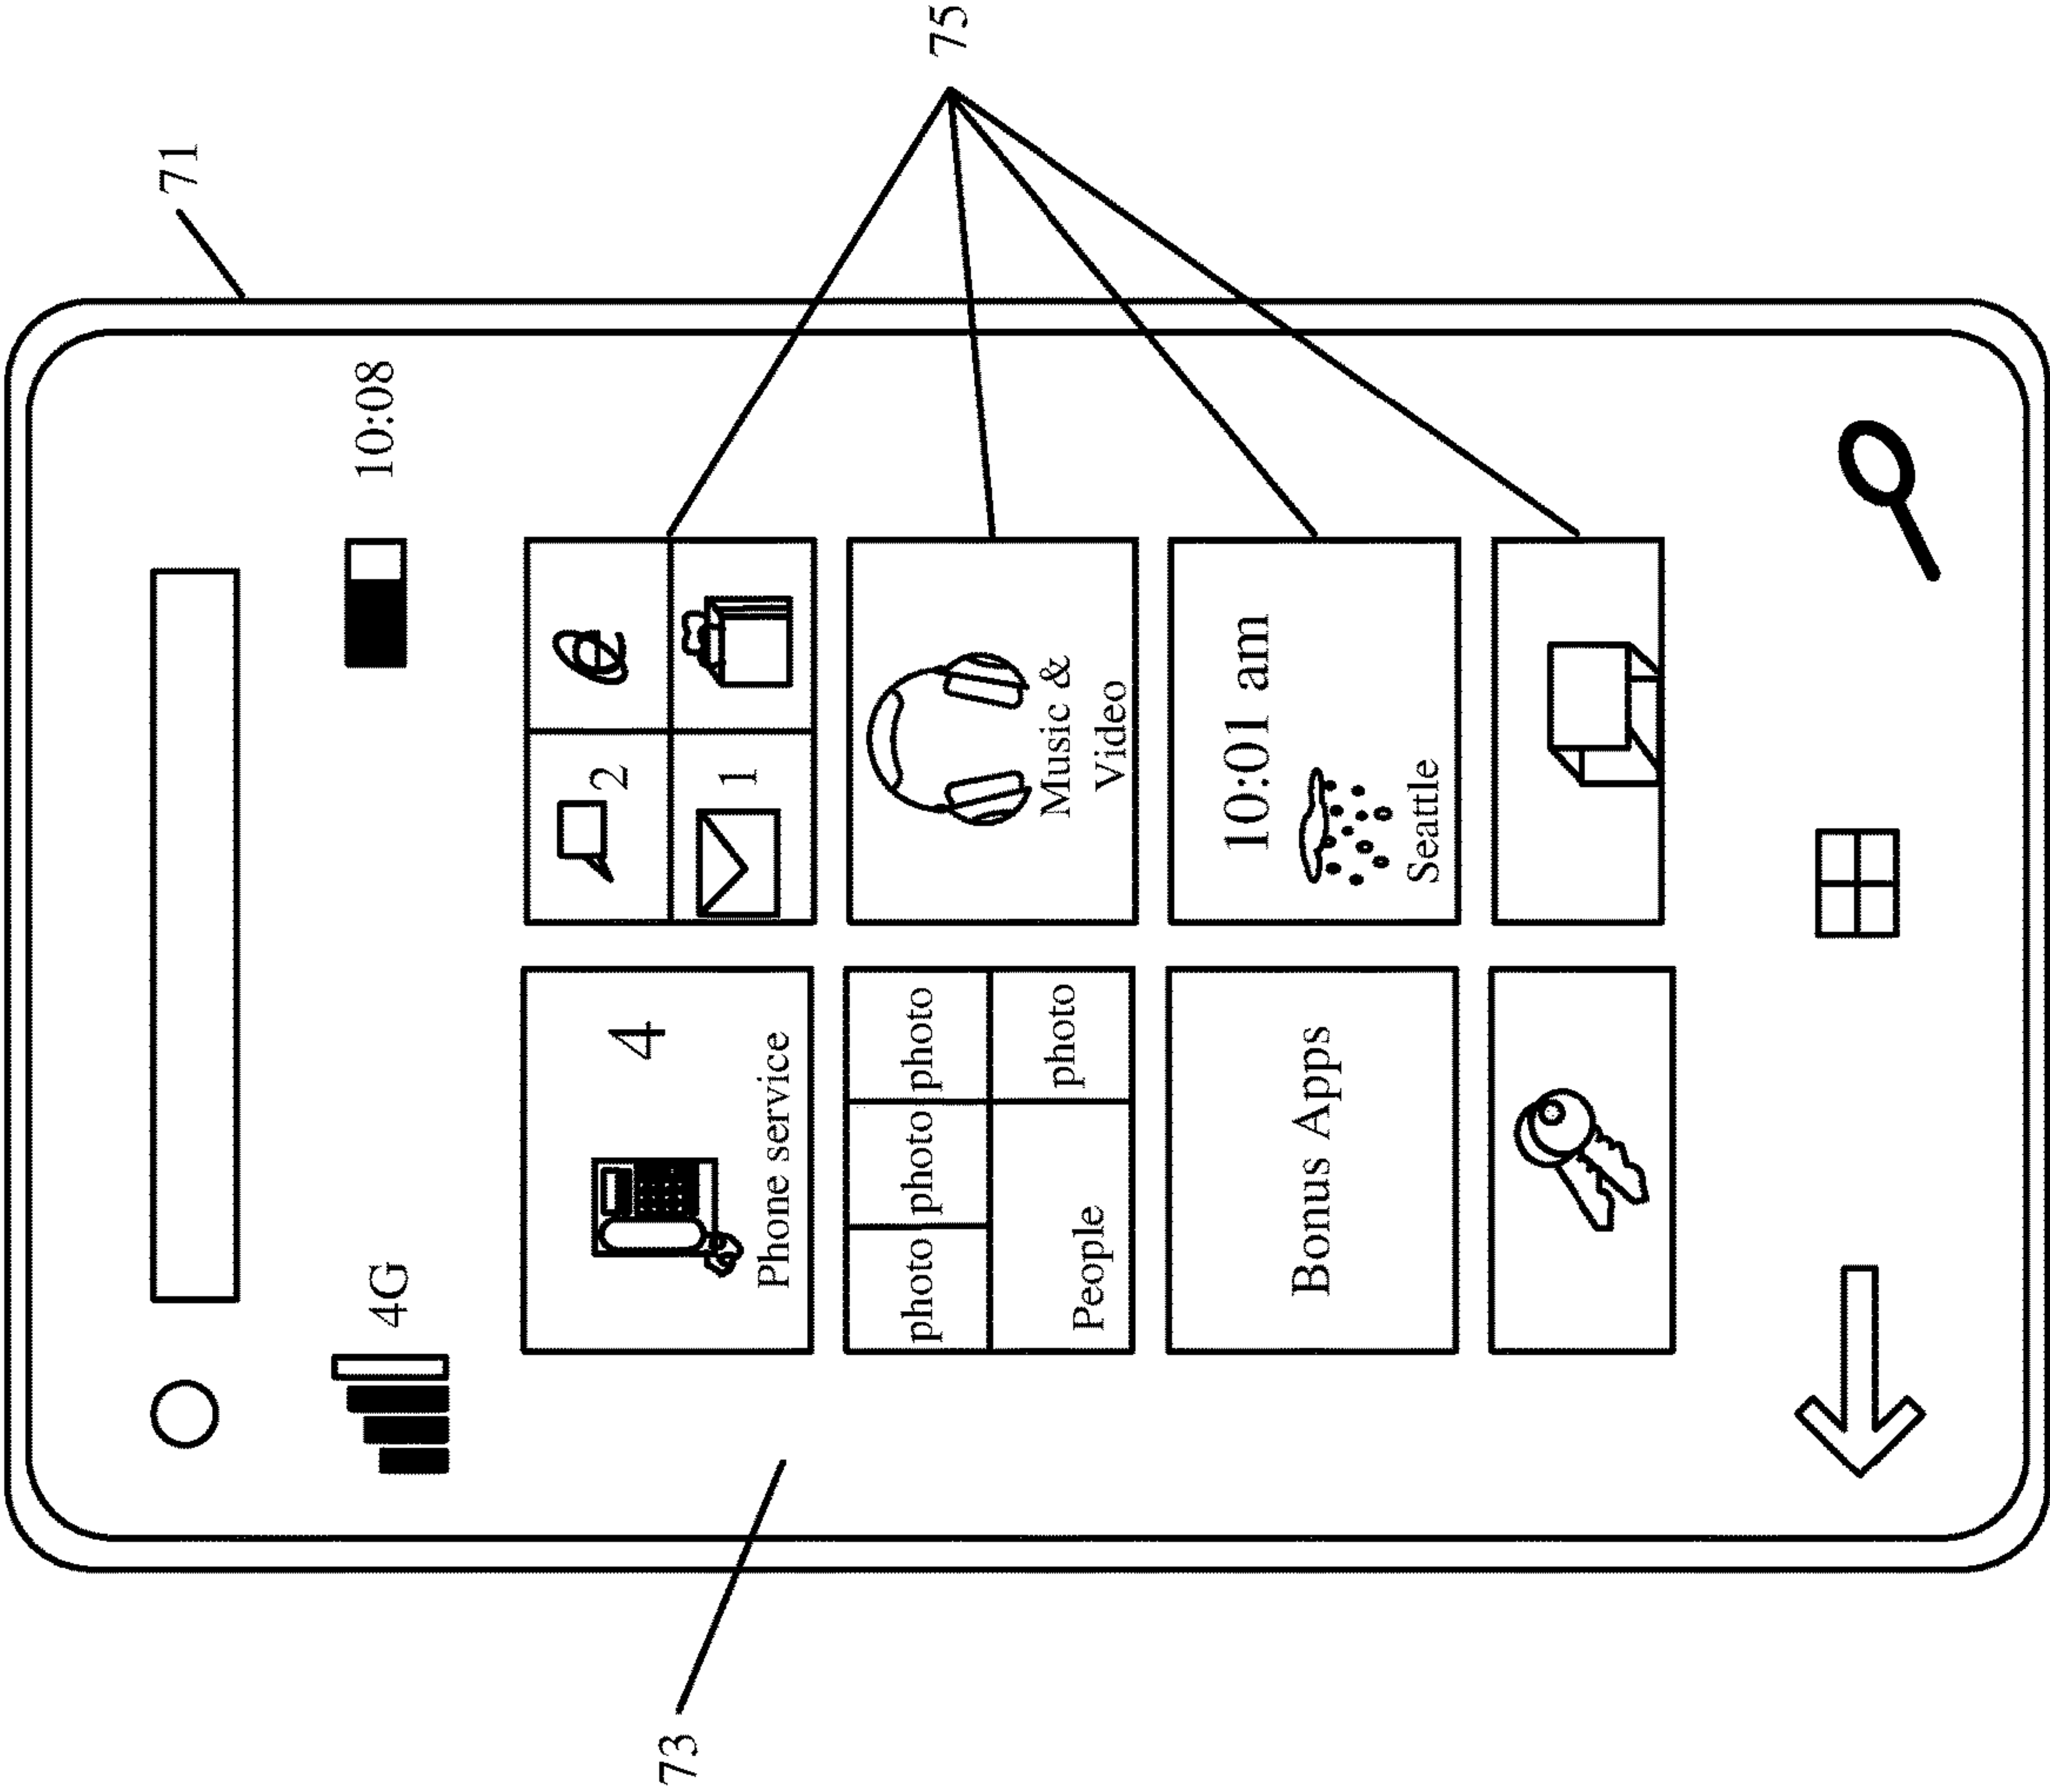 71
4G
10:08
4
Phone service
2
1
75
photo
photo
photo
People
photo
Music &
Video
Bonus Apps
10:01 am
Seattle
73